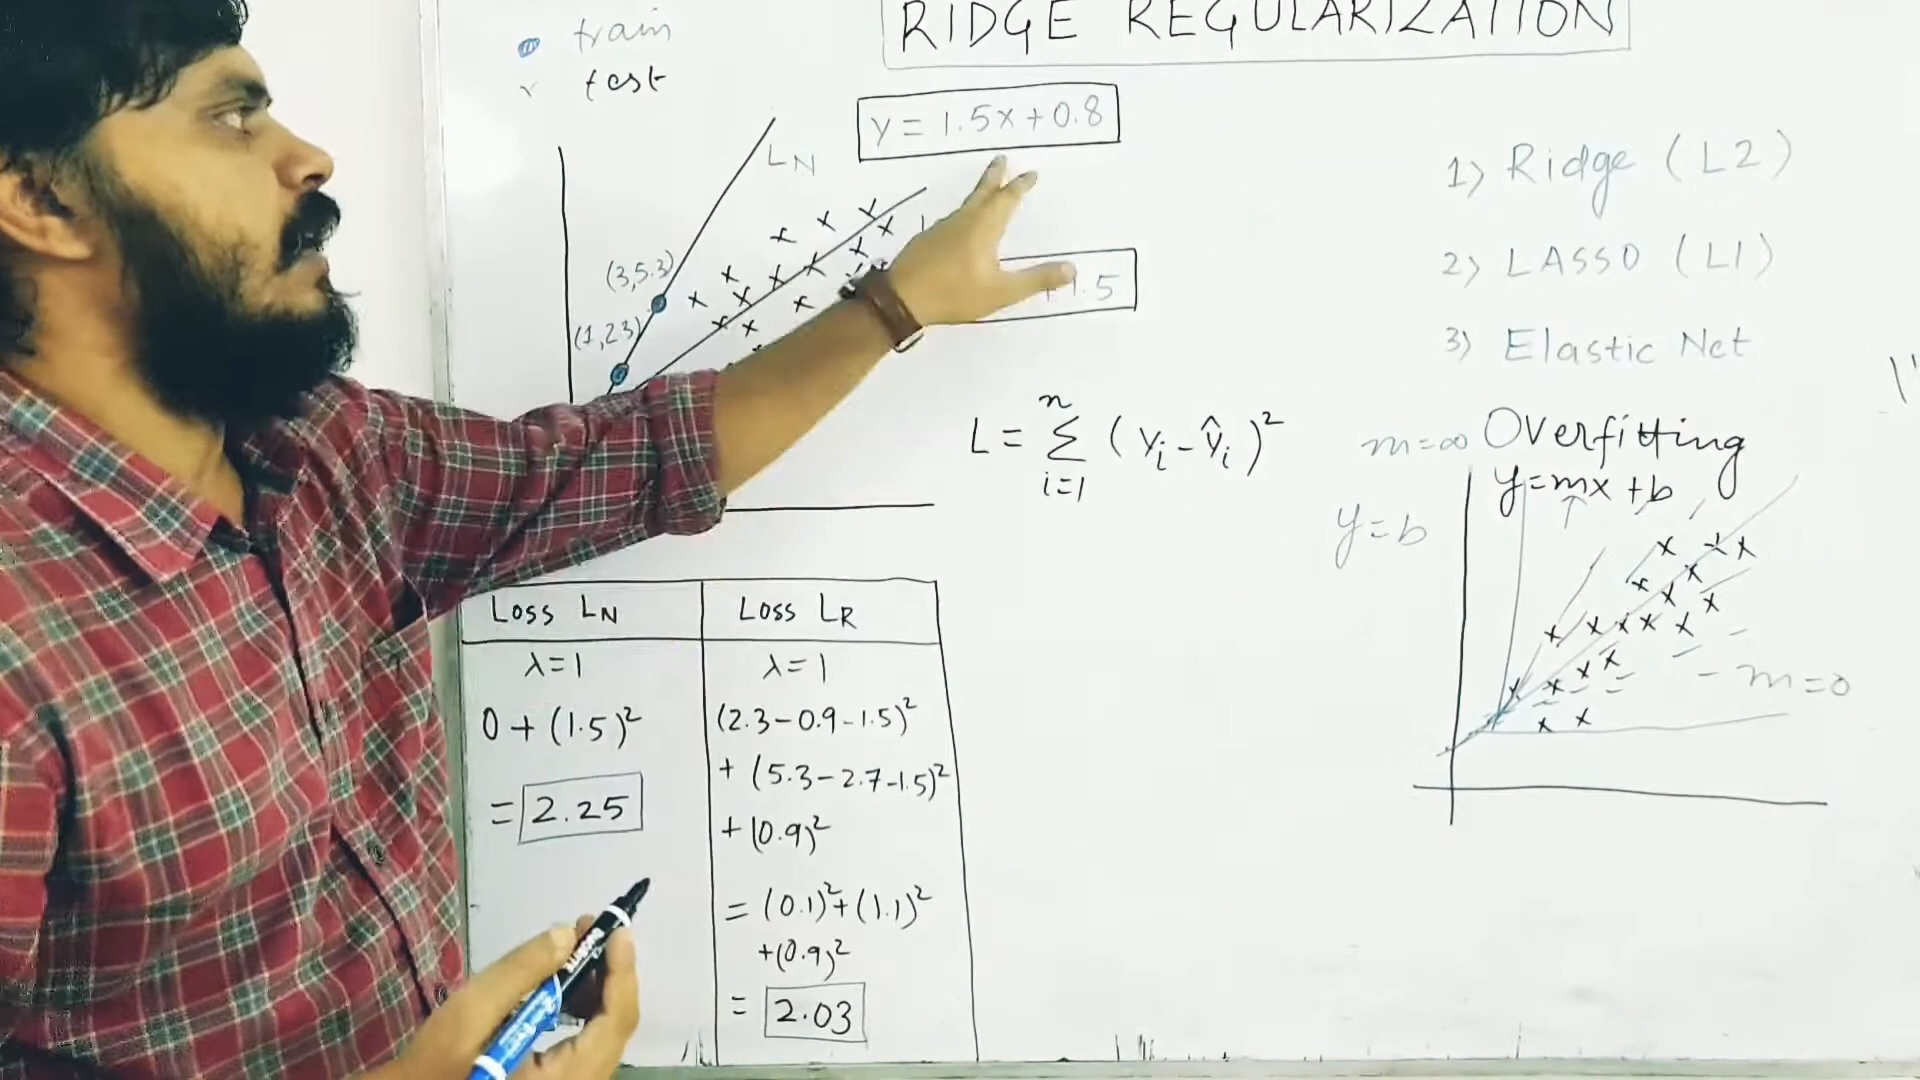 RIDGE REGULARIZATION
train
test
y = 1.5x + 0.8
LN
(3,5.3)
(1,2.3)
+1.5
1) Ridge (L2)
2) LASSO (L1)
3) Elastic Net
L = n Σ i=1 (yi - ŷi)²
m=∞ Overfitting
y=mx+b
y=b
m=0
Loss LN
λ=1
0 + (1.5)²
= 2.25
Loss LR
λ=1
(2.3-0.9-1.5)²
+ (5.3-2.7-1.5)²
+ (0.9)²
= (0.1)² + (1.1)²
+(0.9)²
= 2.03